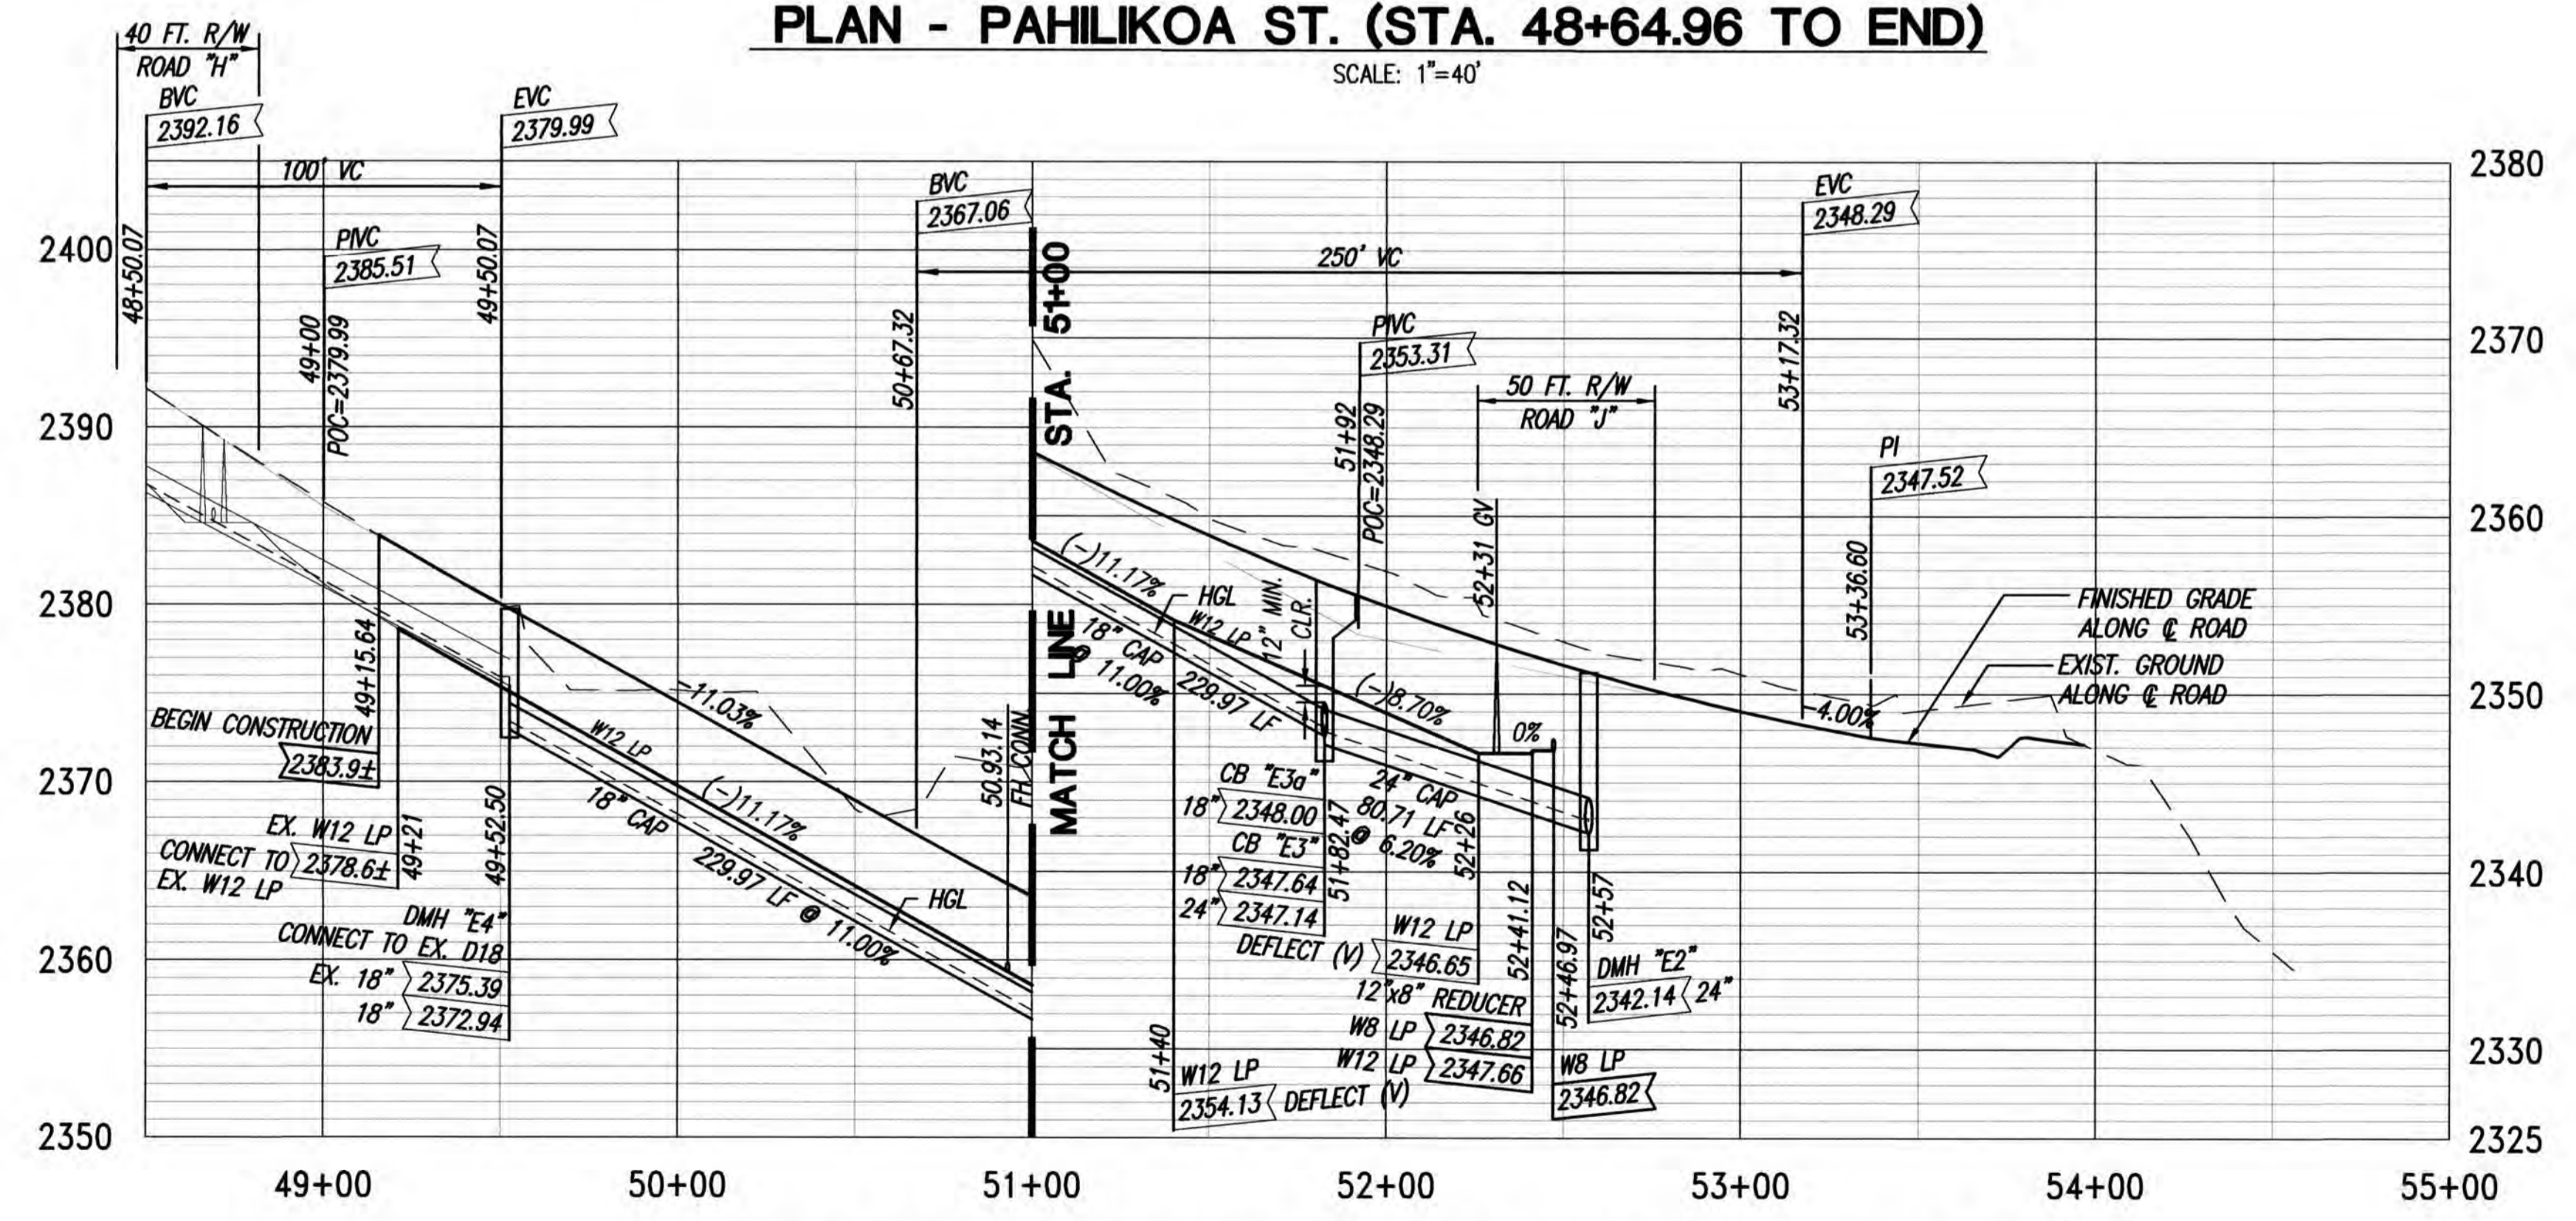 PLAN - PAHILIKOA ST. (STA. 48+64.96 TO END)
SCALE: 1"=40'
40 FT. R/W
ROAD "H"
BVC
2392.16
48+50.07
100' VC
EVC
2379.99
49+50.07
PIVC
2385.51
49+00
POC=2379.99
BVC
2367.06
50+67.32
250' VC
EVC
2348.29
53+17.32
PIVC
2353.31
51+92
POC=2348.29
50 FT. R/W
ROAD "J"
52+31 GV
PI
2347.52
53+36.60
MATCH LINE STA. 51+00
2400
2390
2380
2370
2360
2350
2380
2370
2360
2350
2340
2330
2325
49+15.64
BEGIN CONSTRUCTION
2383.9±
EX. W12 LP
CONNECT TO 2378.6±
EX. W12 LP
49+21
49+52.50
DMH "E4"
CONNECT TO EX. D18
EX. 18" 2375.39
18" 2372.94
-11.03%
W12 LP
(-)11.17%
18" CAP
229.97 LF @ 11.00%
HGL
50.93.14
FH CONN.
(-)11.17%
HGL
W12 LP
18" CAP
@ 11.00%
229.97 LF
12" MIN.
CLR.
(-)8.70%
0%
-4.00%
FINISHED GRADE
ALONG ℄ ROAD
EXIST. GROUND
ALONG ℄ ROAD
24" CAP
80.71 LF
@ 6.20%
CB "E3a"
18" 2348.00
CB "E3"
18" 2347.64
24" 2347.14
51+82.47
52+26
W12 LP
DEFLECT (V) 2346.65
52+41.12
12"x8" REDUCER
W8 LP 2346.82
W12 LP 2347.66
52+46.97
W8 LP
2346.82
52+57
DMH "E2"
2342.14 24"
51+40
W12 LP
2354.13 DEFLECT (V)
49+00
50+00
51+00
52+00
53+00
54+00
55+00